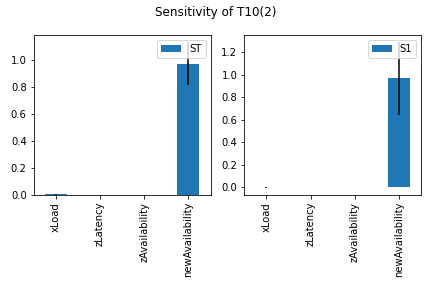 Sensitivity of T10(2)
ST
1.0
0.8
0.6
0.4
0.2
0.0
xLoad
zLatency
zAvailability
newAvailability
S1
1.2
1.0
0.8
0.6
0.4
0.2
0.0
xLoad
zLatency
zAvailability
newAvailability